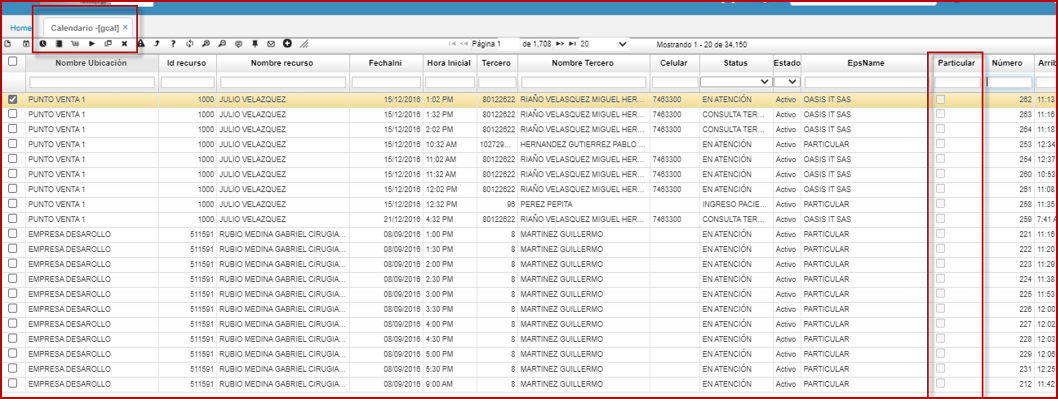 Home
Calendario -[gcal] ×
Página 1 de 1,708 20 Mostrando 1 - 20 de 34,150
Nombre Ubicación Id recurso Nombre recurso FechaIni Hora Inicial Tercero Nombre Tercero Celular Status Estado EpsName Particular Número Arrib
PUNTO VENTA 1 1000 JULIO VELAZQUEZ 15/12/2016 1:02 PM 80122622 RIAÑO VELASQUEZ MIGUEL HER... 7463300 EN ATENCIÓN Activo OASIS IT SAS 262 11:13
PUNTO VENTA 1 1000 JULIO VELAZQUEZ 15/12/2016 1:32 PM 80122622 RIAÑO VELASQUEZ MIGUEL HER... 7463300 CONSULTA TER... Activo OASIS IT SAS 263 11:16
PUNTO VENTA 1 1000 JULIO VELAZQUEZ 15/12/2016 2:02 PM 80122622 RIAÑO VELASQUEZ MIGUEL HER... 7463300 CONSULTA TER... Activo OASIS IT SAS 264 11:18
PUNTO VENTA 1 1000 JULIO VELAZQUEZ 15/12/2016 10:32 AM 102729... HERNANDEZ GUTIERREZ PABLO ... EN ATENCIÓN Activo PARTICULAR 253 12:34
PUNTO VENTA 1 1000 JULIO VELAZQUEZ 15/12/2016 11:02 AM 80122622 RIAÑO VELASQUEZ MIGUEL HER... 7463300 EN ATENCIÓN Activo OASIS IT SAS 254 12:37
PUNTO VENTA 1 1000 JULIO VELAZQUEZ 15/12/2016 11:32 AM 80122622 RIAÑO VELASQUEZ MIGUEL HER... 7463300 EN ATENCIÓN Activo OASIS IT SAS 260 10:53
PUNTO VENTA 1 1000 JULIO VELAZQUEZ 15/12/2016 12:02 PM 80122622 RIAÑO VELASQUEZ MIGUEL HER... 7463300 EN ATENCIÓN Activo OASIS IT SAS 261 11:08
PUNTO VENTA 1 1000 JULIO VELAZQUEZ 15/12/2016 12:32 PM 96 PEREZ PEPITA INGRESO PACIE... Activo PARTICULAR 258 11:35
PUNTO VENTA 1 1000 JULIO VELAZQUEZ 21/12/2016 4:32 PM 80122622 RIAÑO VELASQUEZ MIGUEL HER... 7463300 CONSULTA TER... Activo OASIS IT SAS 259 7:41
EMPRESA DESAROLLO 511591 RUBIO MEDINA GABRIEL CIRUGIA... 08/09/2016 1:00 PM 8 MARTINEZ GUILLERMO EN ATENCIÓN Activo PARTICULAR 221 11:16
EMPRESA DESAROLLO 511591 RUBIO MEDINA GABRIEL CIRUGIA... 08/09/2016 1:30 PM 8 MARTINEZ GUILLERMO EN ATENCIÓN Activo PARTICULAR 222 11:20
EMPRESA DESAROLLO 511591 RUBIO MEDINA GABRIEL CIRUGIA... 08/09/2016 2:00 PM 8 MARTINEZ GUILLERMO EN ATENCIÓN Activo PARTICULAR 223 11:29
EMPRESA DESAROLLO 511591 RUBIO MEDINA GABRIEL CIRUGIA... 08/09/2016 2:30 PM 8 MARTINEZ GUILLERMO EN ATENCIÓN Activo PARTICULAR 224 11:38
EMPRESA DESAROLLO 511591 RUBIO MEDINA GABRIEL CIRUGIA... 08/09/2016 3:00 PM 8 MARTINEZ GUILLERMO EN ATENCIÓN Activo PARTICULAR 225 11:53
EMPRESA DESAROLLO 511591 RUBIO MEDINA GABRIEL CIRUGIA... 08/09/2016 3:30 PM 8 MARTINEZ GUILLERMO EN ATENCIÓN Activo PARTICULAR 226 12:00
EMPRESA DESAROLLO 511591 RUBIO MEDINA GABRIEL CIRUGIA... 08/09/2016 4:00 PM 8 MARTINEZ GUILLERMO EN ATENCIÓN Activo PARTICULAR 227 12:02
EMPRESA DESAROLLO 511591 RUBIO MEDINA GABRIEL CIRUGIA... 08/09/2016 4:30 PM 8 MARTINEZ GUILLERMO EN ATENCIÓN Activo PARTICULAR 228 12:03
EMPRESA DESAROLLO 511591 RUBIO MEDINA GABRIEL CIRUGIA... 08/09/2016 5:00 PM 8 MARTINEZ GUILLERMO EN ATENCIÓN Activo PARTICULAR 229 12:06
EMPRESA DESAROLLO 511591 RUBIO MEDINA GABRIEL CIRUGIA... 08/09/2016 5:30 PM 8 MARTINEZ GUILLERMO EN ATENCIÓN Activo PARTICULAR 231 12:25
EMPRESA DESAROLLO 511591 RUBIO MEDINA GABRIEL CIRUGIA... 08/09/2016 9:00 AM 8 MARTINEZ GUILLERMO EN ATENCIÓN Activo PARTICULAR 212 11:42